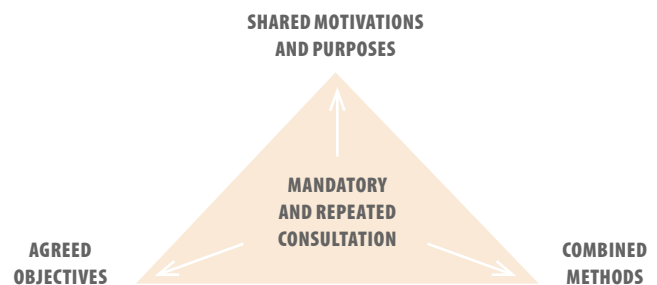 SHARED MOTIVATIONS
AND PURPOSES
MANDATORY
AND REPEATED
CONSULTATION
AGREED
OBJECTIVES
COMBINED
METHODS